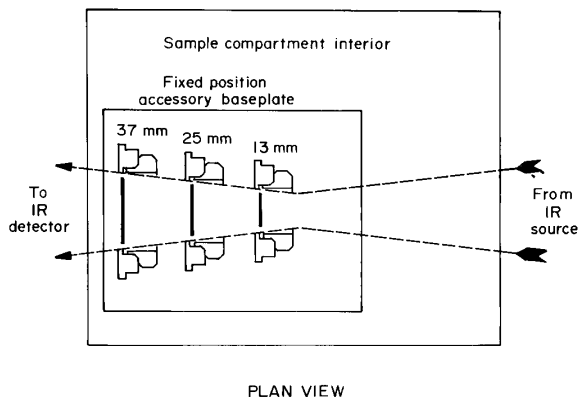 Sample compartment interior
Fixed position
accessory baseplate
37 mm
25 mm
13 mm
To
IR
detector
From
IR
source
PLAN VIEW